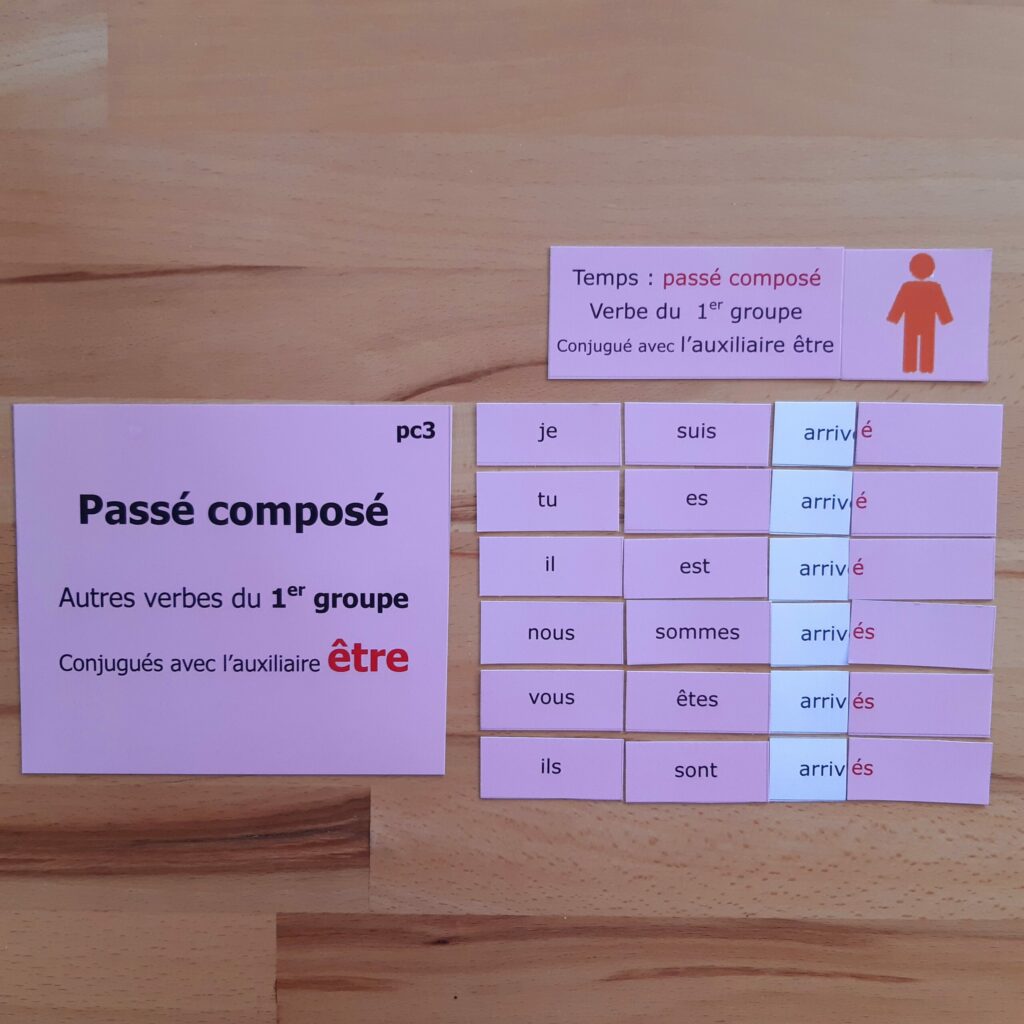 Temps : passé composé
Verbe du 1er groupe
Conjugué avec l’auxiliaire être
pc3
Passé composé
Autres verbes du 1er groupe
Conjugués avec l’auxiliaire être
je suis arrivé
tu es arrivé
il est arrivé
nous sommes arrivés
vous êtes arrivés
ils sont arrivés